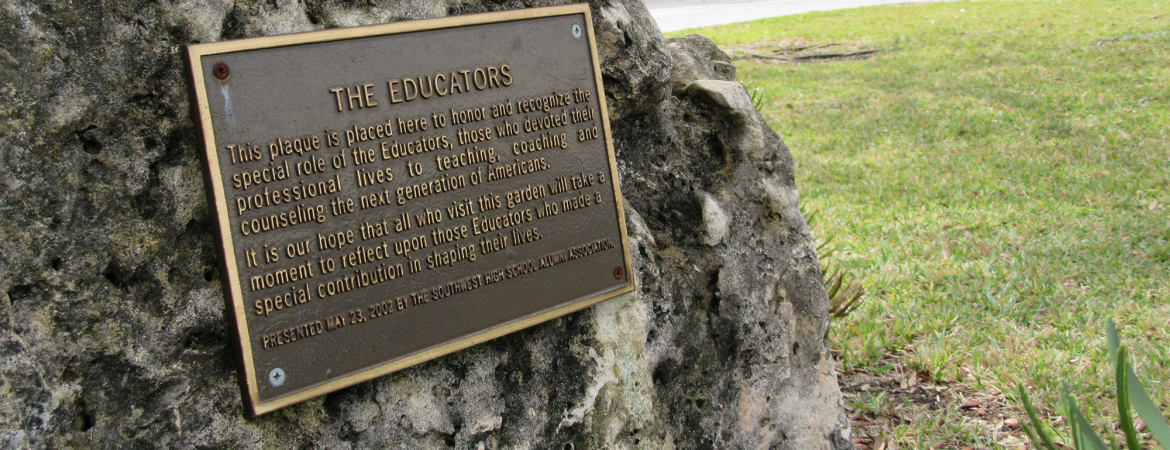 THE EDUCATORS
This plaque is placed here to honor and recognize the
special role of the Educators, those who devoted their
professional lives to teaching, coaching and
counseling the next generation of Americans.
It is our hope that all who visit this garden will take a
moment to reflect upon those Educators who made a
special contribution in shaping their lives.
PRESENTED MAY 23, 2002 BY THE SOUTHWEST HIGH SCHOOL ALUMNI ASSOCIATION